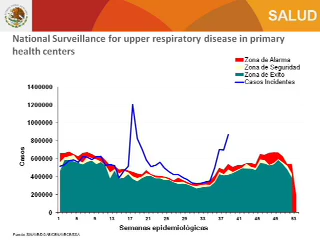 SALUD
National Surveillance for upper respiratory disease in primary
health centers
Zona de Alarma
Zona de Seguridad
Zona de Exito
Casos Incidentes
1400000
1200000
1000000
800000
600000
400000
200000
0
Casos
1 5 9 13 17 21 25 29 33 37 41 45 49 53
Semanas epidemiológicas